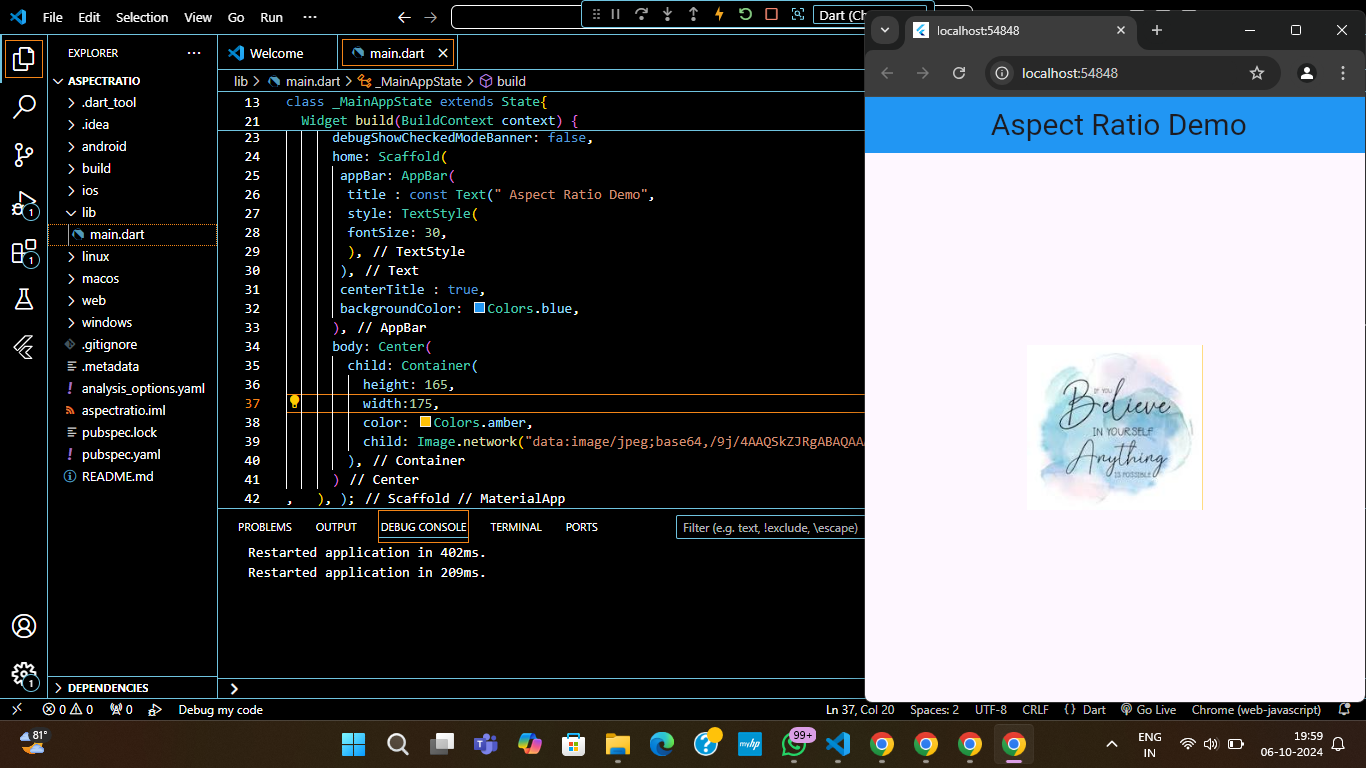 File Edit Selection View Go Run ···
Dart (Ch
localhost:54848
localhost:54848
EXPLORER ···
ASPECTRATIO
.dart_tool
.idea
android
build
ios
lib
main.dart
linux
macos
web
windows
.gitignore
.metadata
analysis_options.yaml
aspectratio.iml
pubspec.lock
pubspec.yaml
README.md
DEPENDENCIES
1
1
1
Welcome
main.dart
lib > main.dart > _MainAppState > build
13 class _MainAppState extends State{
21 Widget build(BuildContext context) {
23 debugShowCheckedModeBanner: false,
24 home: Scaffold(
25 appBar: AppBar(
26 title : const Text(" Aspect Ratio Demo",
27 style: TextStyle(
28 fontSize: 30,
29 ), // TextStyle
30 ), // Text
31 centerTitle : true,
32 backgroundColor: Colors.blue,
33 ), // AppBar
34 body: Center(
35 child: Container(
36 height: 165,
37 width:175,
38 color: Colors.amber,
39 child: Image.network("data:image/jpeg;base64,/9j/4AAQSkZJRgABAQAA
40 ), // Container
41 ) // Center
42 , ), ); // Scaffold // MaterialApp
PROBLEMS OUTPUT DEBUG CONSOLE TERMINAL PORTS
Filter (e.g. text, !exclude, \escape)
Restarted application in 402ms.
Restarted application in 209ms.
Aspect Ratio Demo
IF YOU
Believe
IN YOURSELF
Anything
IS POSSIBLE
0 0 0 Debug my code
Ln 37, Col 20 Spaces: 2 UTF-8 CRLF {} Dart Go Live Chrome (web-javascript)
81°
myhp
99+
ENG
IN
19:59
06-10-2024